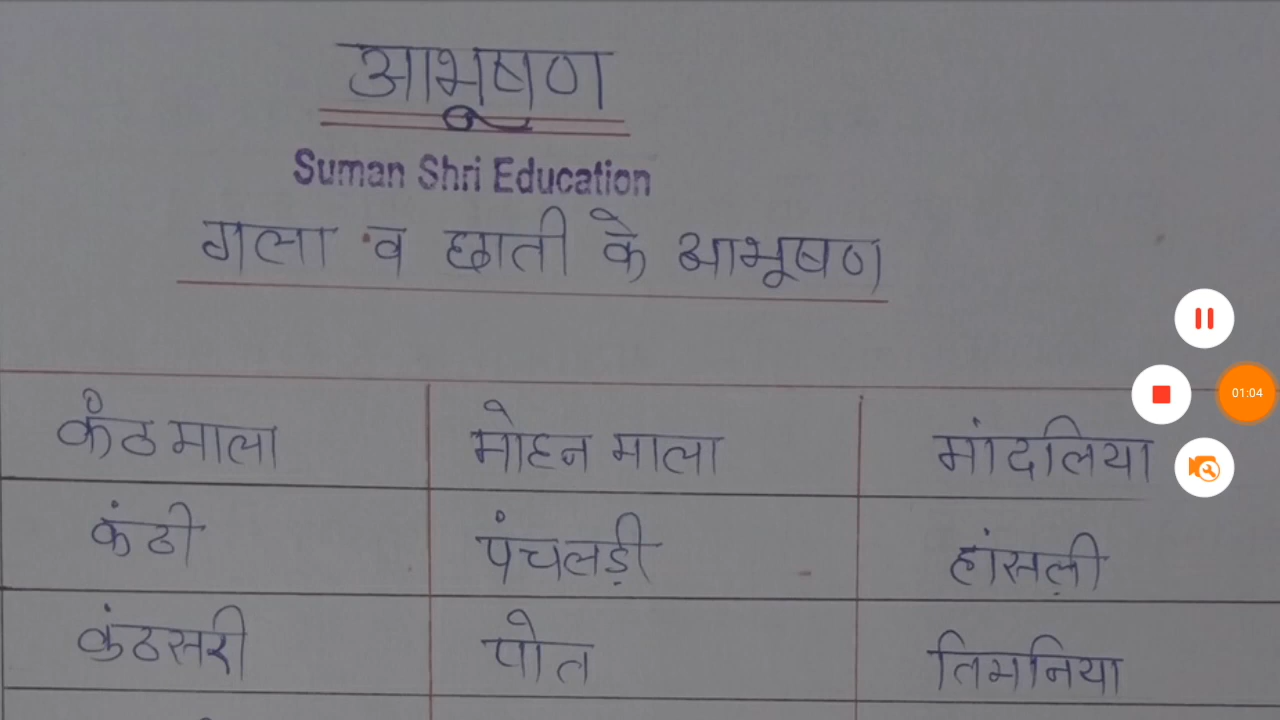 आभूषण
Suman Shri Education
गला व छाती के आभूषण
कंठमाला मोहन माला मांदलिया
कंठी पंचलड़ी हांसली
कंठसरी पोत तिमनिया
01:04